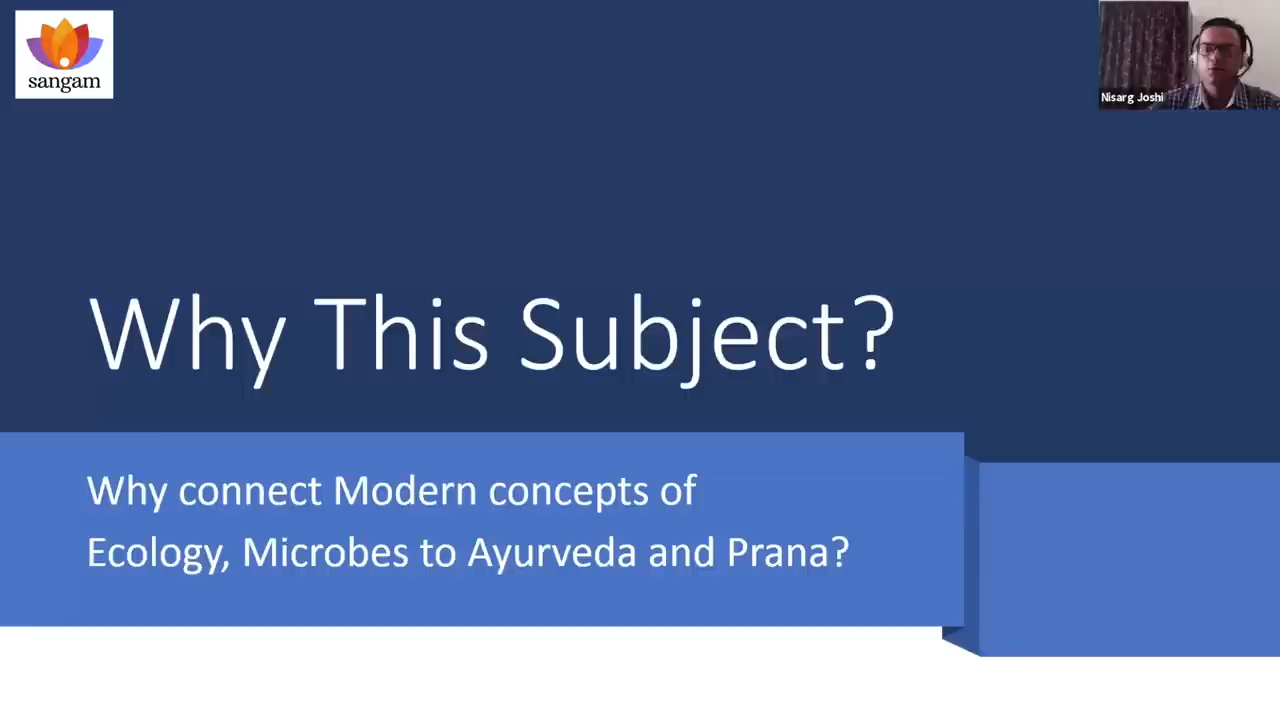 sangam
Nisarg Joshi
Why This Subject?
Why connect Modern concepts of
Ecology, Microbes to Ayurveda and Prana?